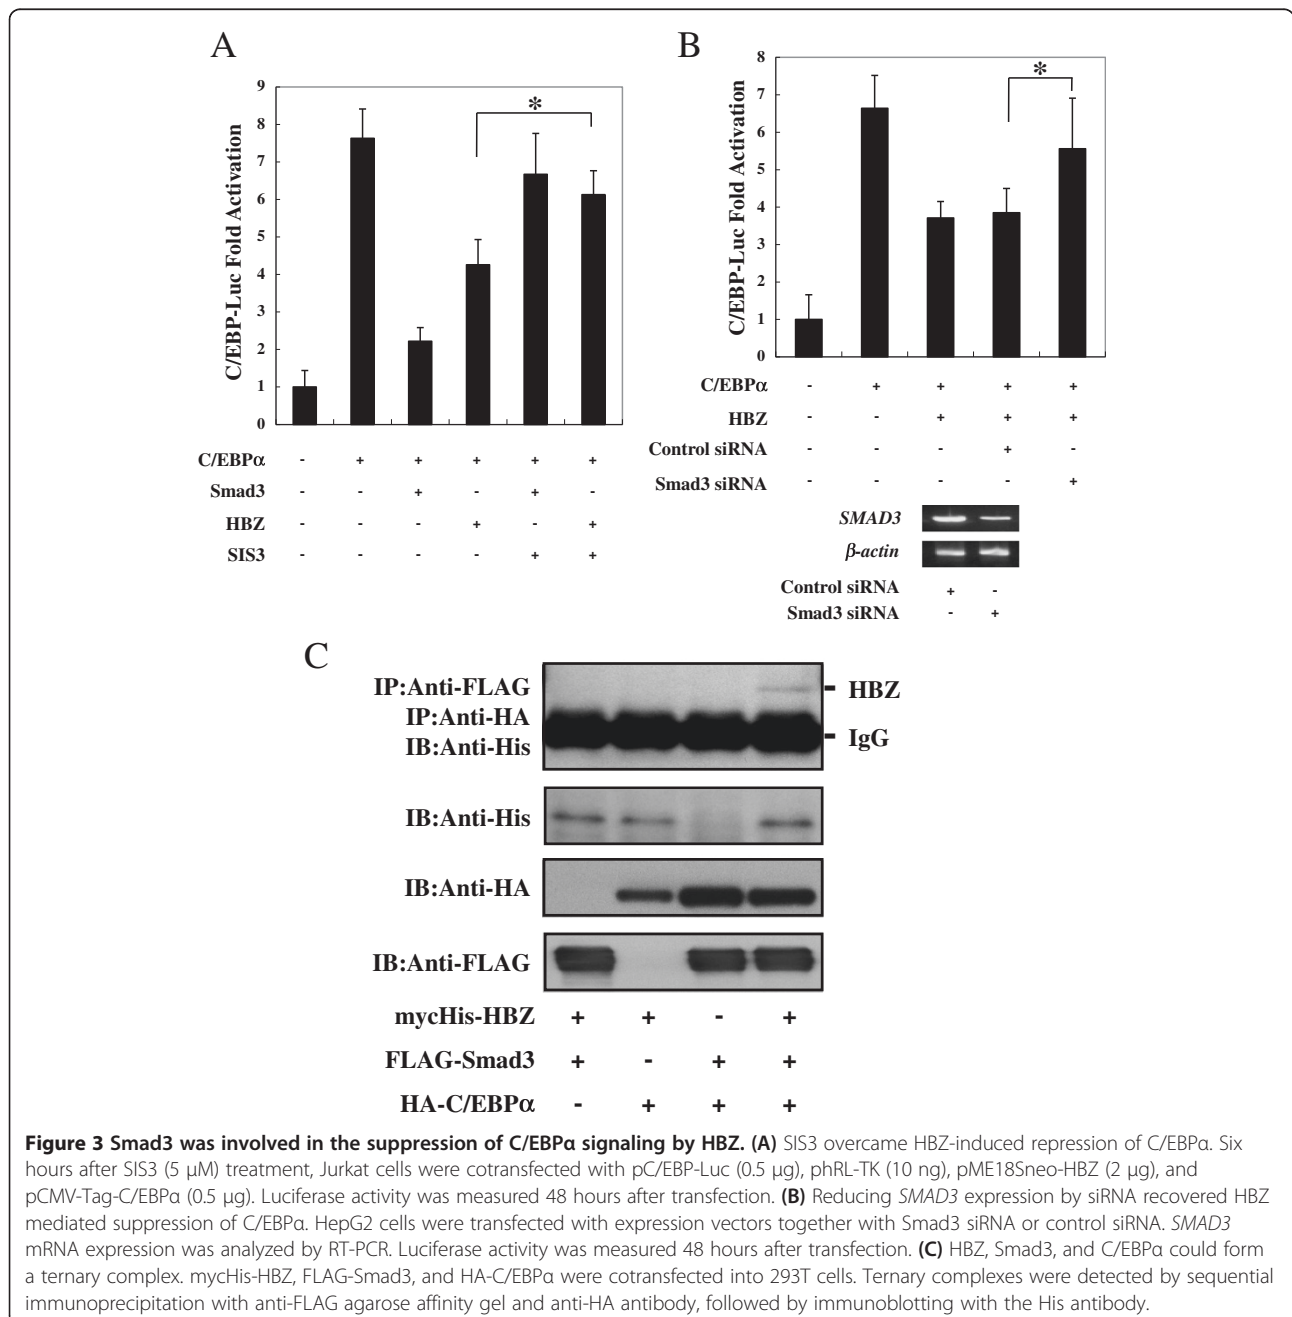 A
C/EBP-Luc Fold Activation
9
8
7
6
5
4
3
2
1
0
*
C/EBPα - + + + + +
Smad3 - - + - + -
HBZ - - - + - +
SIS3 - - - - + +
B
C/EBP-Luc Fold Activation
8
7
6
5
4
3
2
1
0
*
C/EBPα - + + + +
HBZ - - + + +
Control siRNA - - - + -
Smad3 siRNA - - - - +
SMAD3
β-actin
Control siRNA + -
Smad3 siRNA - +
C
IP:Anti-FLAG
IP:Anti-HA
IB:Anti-His
HBZ
IgG
IB:Anti-His
IB:Anti-HA
IB:Anti-FLAG
mycHis-HBZ + + - +
FLAG-Smad3 + - + +
HA-C/EBPα - + + +
Figure 3 Smad3 was involved in the suppression of C/EBPα signaling by HBZ. (A) SIS3 overcame HBZ-induced repression of C/EBPα. Six
hours after SIS3 (5 μM) treatment, Jurkat cells were cotransfected with pC/EBP-Luc (0.5 μg), phRL-TK (10 ng), pME18Sneo-HBZ (2 μg), and
pCMV-Tag-C/EBPα (0.5 μg). Luciferase activity was measured 48 hours after transfection. (B) Reducing SMAD3 expression by siRNA recovered HBZ
mediated suppression of C/EBPα. HepG2 cells were transfected with expression vectors together with Smad3 siRNA or control siRNA. SMAD3
mRNA expression was analyzed by RT-PCR. Luciferase activity was measured 48 hours after transfection. (C) HBZ, Smad3, and C/EBPα could form
a ternary complex. mycHis-HBZ, FLAG-Smad3, and HA-C/EBPα were cotransfected into 293T cells. Ternary complexes were detected by sequential
immunoprecipitation with anti-FLAG agarose affinity gel and anti-HA antibody, followed by immunoblotting with the His antibody.